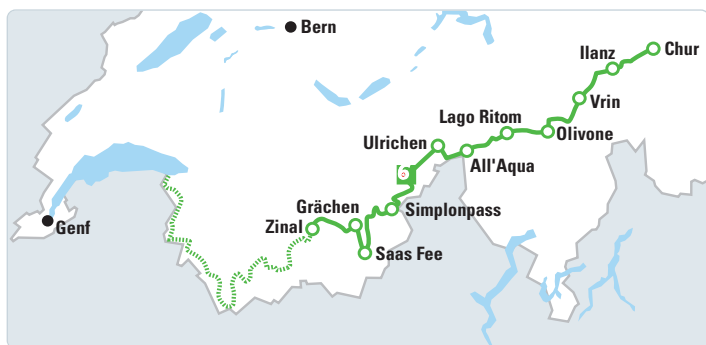 Bern
Ilanz
Chur
Vrin
Lago Ritom
Olivone
Ulrichen
All'Aqua
Grächen
Simplonpass
Zinal
Genf
Saas Fee